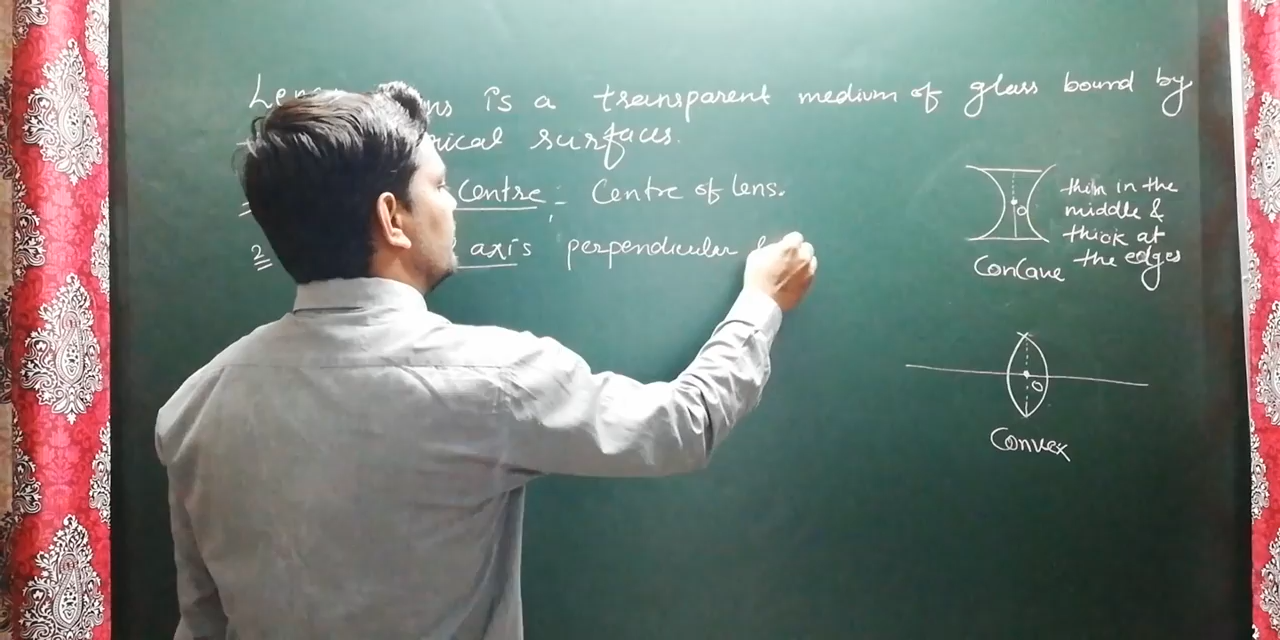 is a transparent medium of glass bound by
surfaces.
Centre :- Centre of lens.
2 axis perpendicular
O
thin in the
middle &
thick at
the edges
Concave
O
Convex